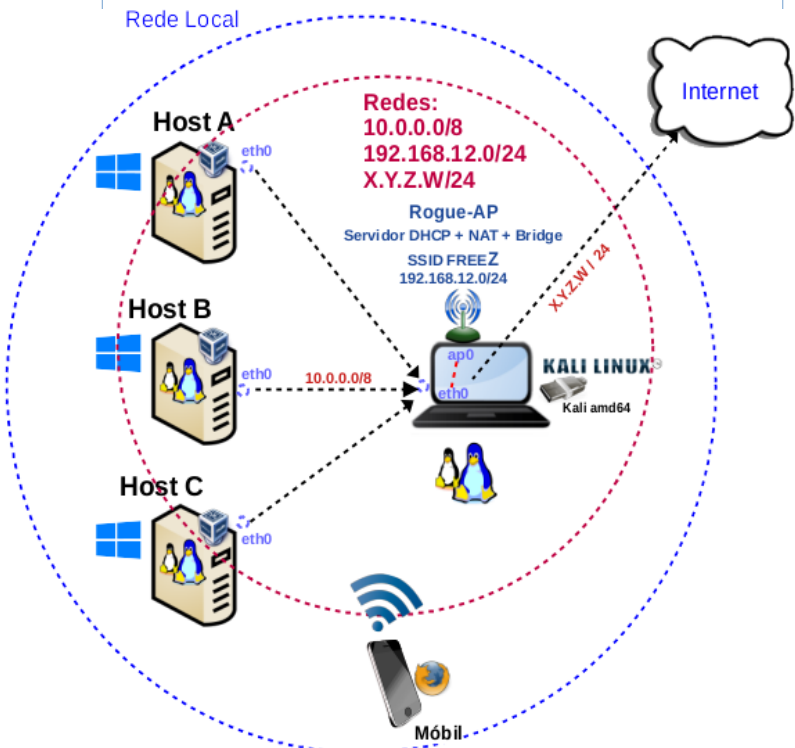 Rede Local
Internet
Host A
eth0
Redes:
10.0.0.0/8
192.168.12.0/24
X.Y.Z.W/24
Rogue-AP
Servidor DHCP + NAT + Bridge
SSID FREEZ
192.168.12.0/24
X.Y.Z.W / 24
Host B
eth0
10.0.0.0/8
ap0
eth0
KALI LINUX
Kali amd64
Host C
eth0
Móbil